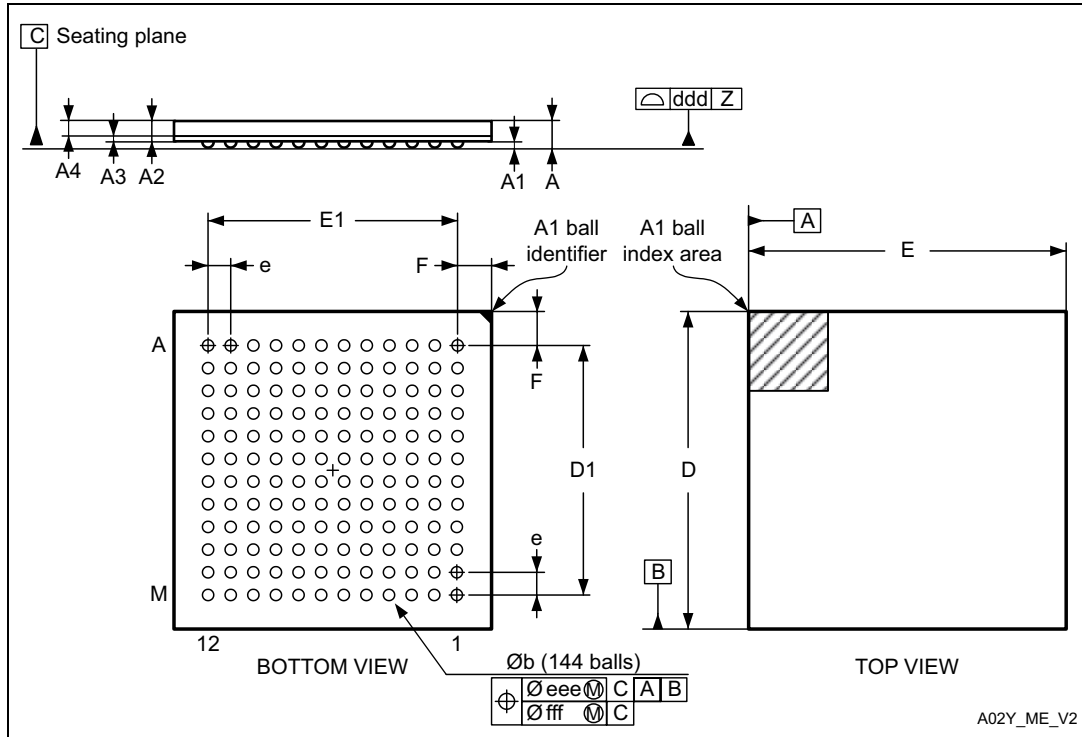 C Seating plane
ddd Z
A4
A3
A2
A1
A
E1
A1 ball
identifier
A1 ball
index area
A
E
e
F
A
F
D1
D
e
B
M
12
1
BOTTOM VIEW
Øb (144 balls)
TOP VIEW
Ø eee Ⓜ C A B
Ø fff Ⓜ C
A02Y_ME_V2